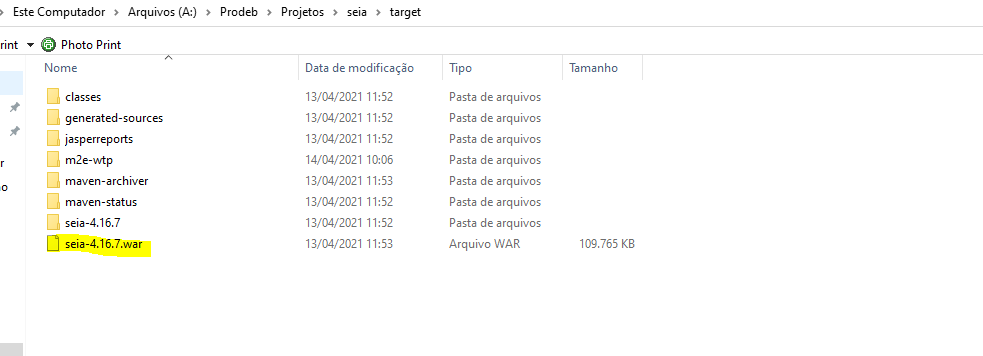 Este Computador > Arquivos (A:) > Prodeb > Projetos > seia > target
rint Photo Print
Nome Data de modificação Tipo Tamanho
classes 13/04/2021 11:52 Pasta de arquivos
generated-sources 13/04/2021 11:52 Pasta de arquivos
jasperreports 13/04/2021 11:52 Pasta de arquivos
m2e-wtp 14/04/2021 10:06 Pasta de arquivos
r
maven-archiver 13/04/2021 11:53 Pasta de arquivos
o maven-status 13/04/2021 11:52 Pasta de arquivos
seia-4.16.7 13/04/2021 11:52 Pasta de arquivos
seia-4.16.7.war 13/04/2021 11:53 Arquivo WAR 109.765 KB